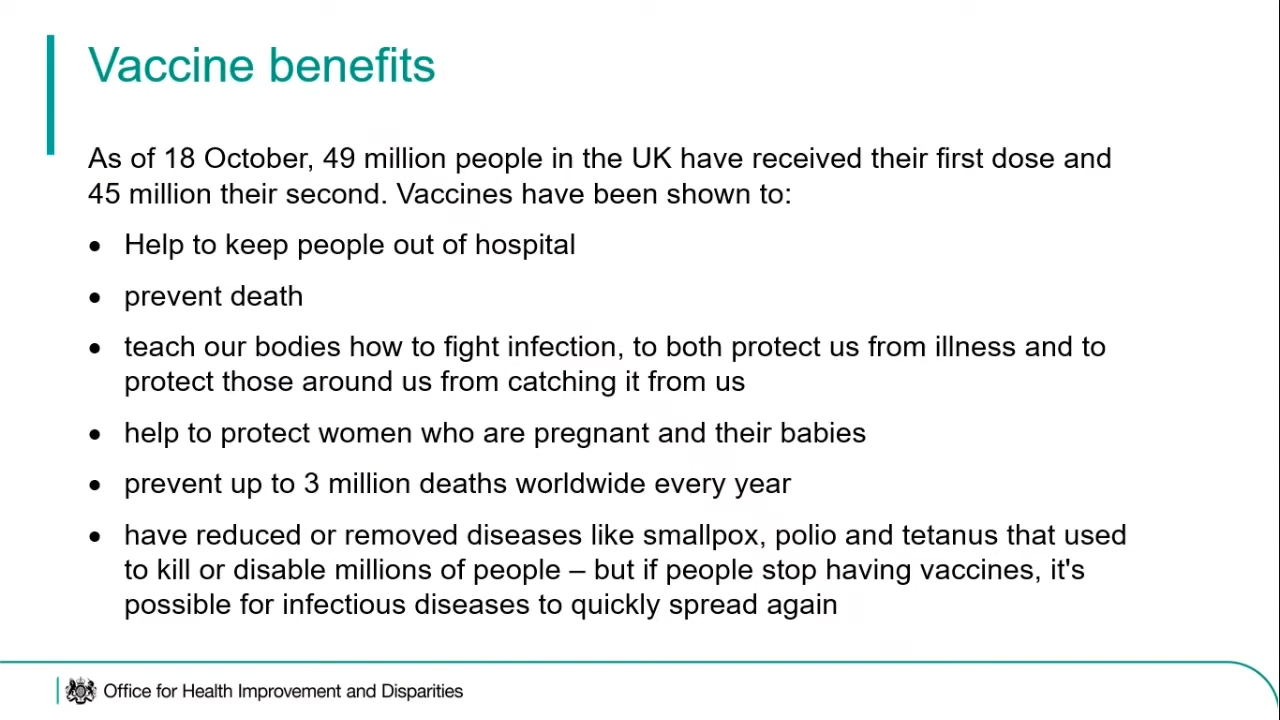 Vaccine benefits
As of 18 October, 49 million people in the UK have received their first dose and
45 million their second. Vaccines have been shown to:
• Help to keep people out of hospital
• prevent death
• teach our bodies how to fight infection, to both protect us from illness and to
protect those around us from catching it from us
• help to protect women who are pregnant and their babies
• prevent up to 3 million deaths worldwide every year
• have reduced or removed diseases like smallpox, polio and tetanus that used
to kill or disable millions of people – but if people stop having vaccines, it's
possible for infectious diseases to quickly spread again
Office for Health Improvement and Disparities